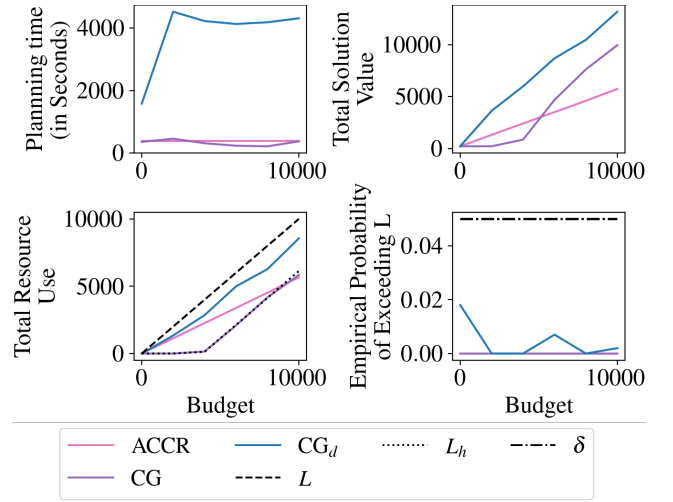 Plannning time
(in Seconds)
4000
2000
0
0
10000
Total Solution
Value
10000
5000
0
0
10000
Total Resource
Use
10000
5000
0
0
10000
Budget
Empirical Probability
of Exceeding L
0.04
0.02
0.00
0
10000
Budget
ACCR
CG_d
L_h
δ
CG
L